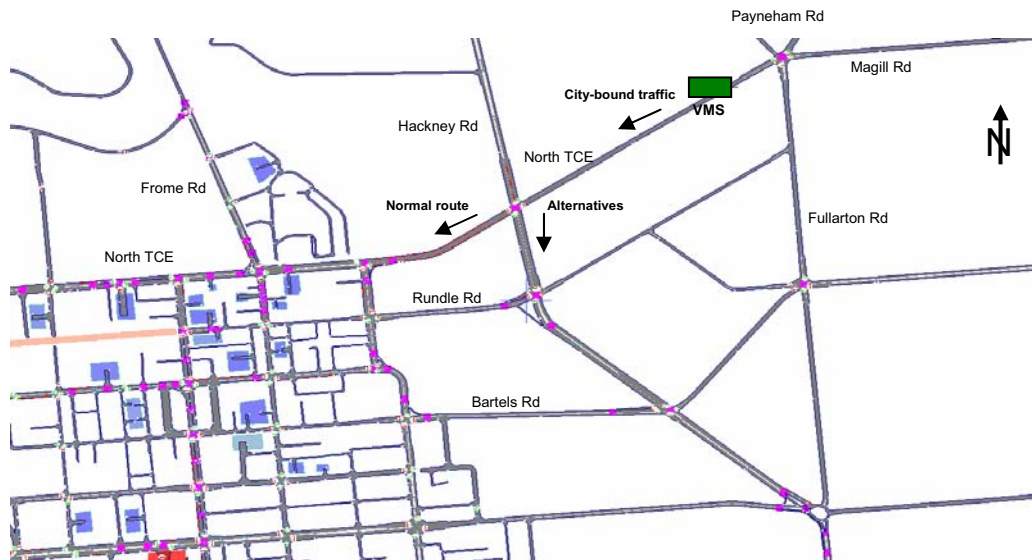 Payneham Rd
Magill Rd
City-bound traffic
VMS
Hackney Rd
North TCE
N
Frome Rd
Normal route
Alternatives
Fullarton Rd
North TCE
Rundle Rd
Bartels Rd